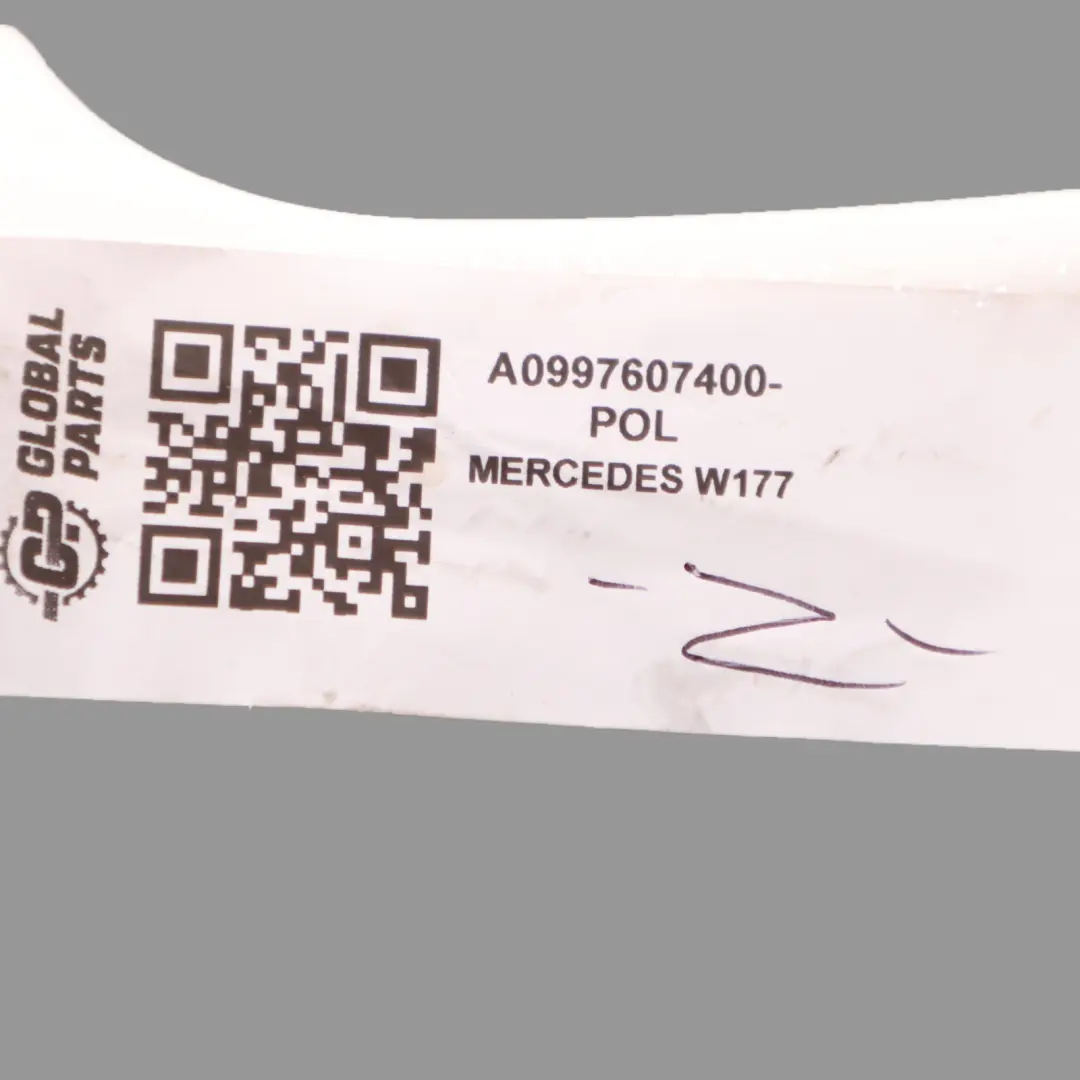 GLOBAL
PARTS
A0997607400-
POL
MERCEDES W177